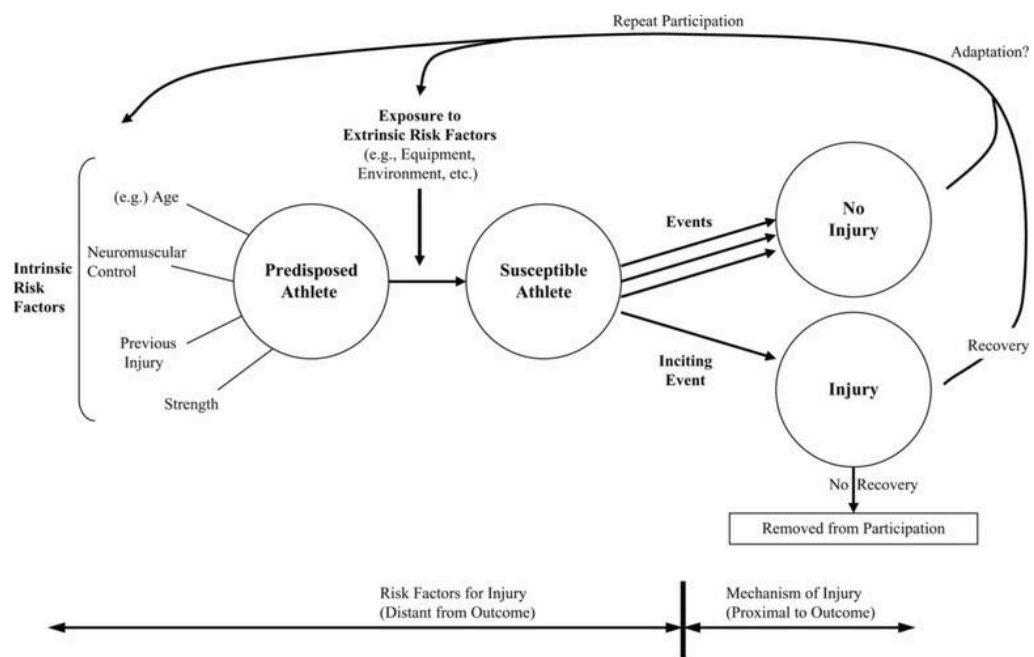 Repeat Participation
Adaptation?
Exposure to
Extrinsic Risk Factors
(e.g., Equipment,
Environment, etc.)
Intrinsic
Risk
Factors
(e.g.) Age
Neuromuscular
Control
Previous
Injury
Strength
Predisposed
Athlete
Susceptible
Athlete
Events
Inciting
Event
No
Injury
Injury
Recovery
No Recovery
Removed from Participation
Risk Factors for Injury
(Distant from Outcome)
Mechanism of Injury
(Proximal to Outcome)